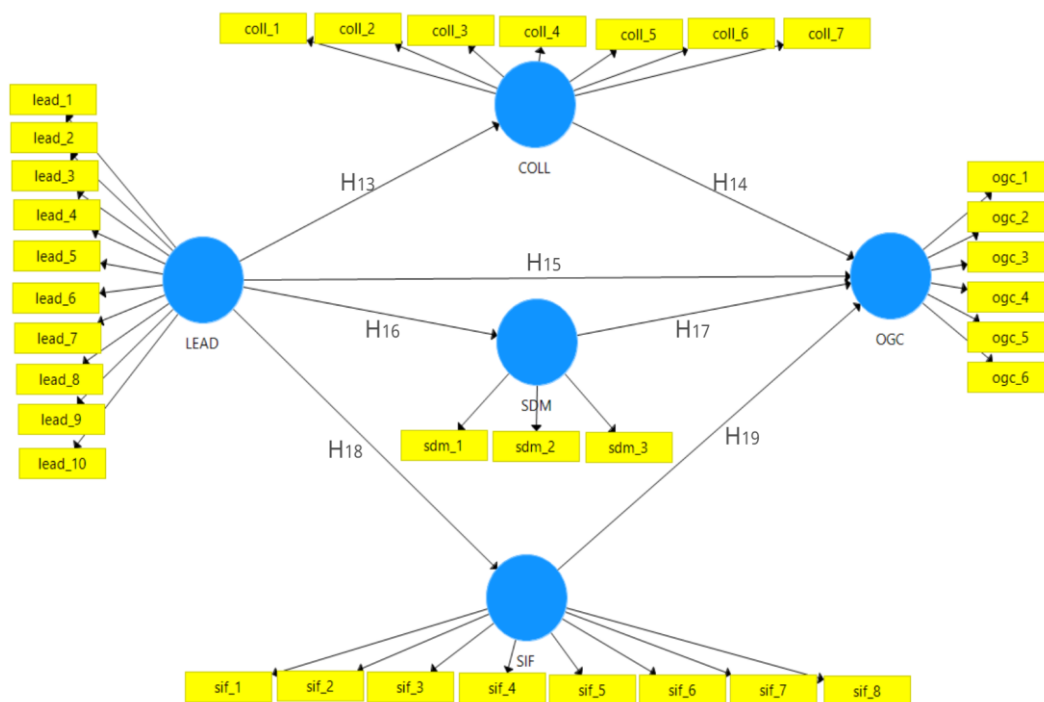 coll_1
coll_2
coll_3
coll_4
coll_5
coll_6
coll_7
COLL
lead_1
lead_2
lead_3
lead_4
lead_5
lead_6
lead_7
lead_8
lead_9
lead_10
LEAD
H13
H14
H15
H16
H17
H18
H19
SDM
sdm_1
sdm_2
sdm_3
ogc_1
ogc_2
ogc_3
ogc_4
ogc_5
ogc_6
OGC
SIF
sif_1
sif_2
sif_3
sif_4
sif_5
sif_6
sif_7
sif_8